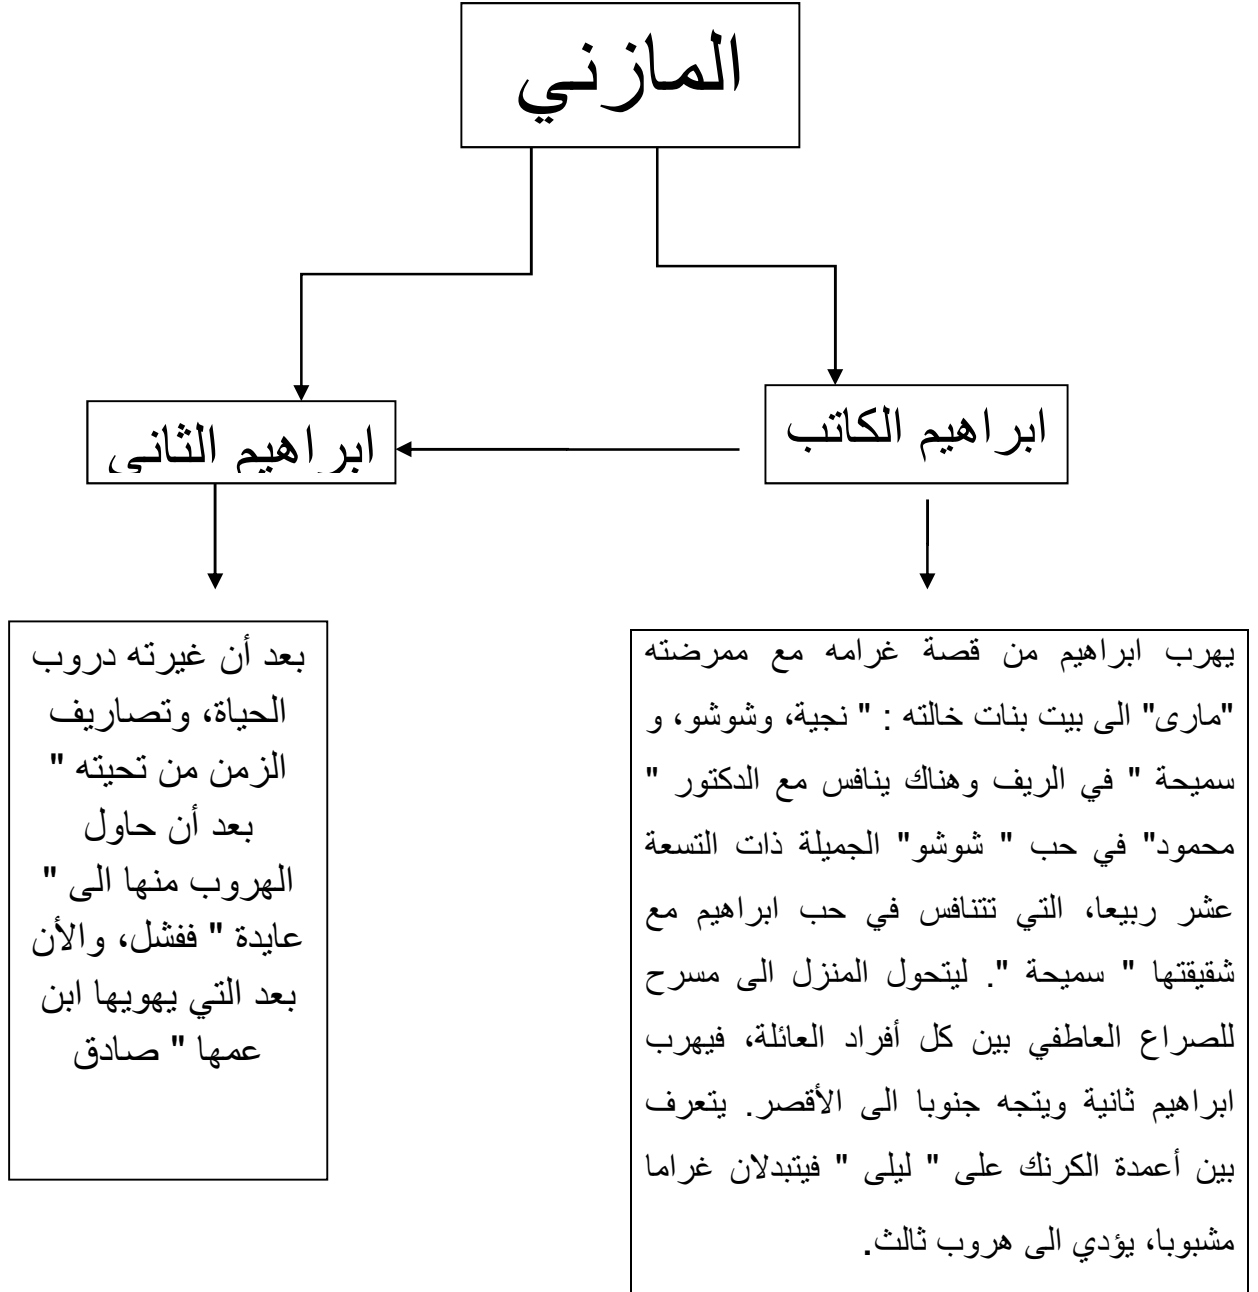 المازني
ابراهيم الكاتب
ابراهيم الثاني
يهرب ابراهيم من قصة غرامه مع ممرضته
"مارى" الى بيت بنات خالته : " نجية، وشوشو، و
سميحة " في الريف وهناك ينافس مع الدكتور "
محمود" في حب " شوشو" الجميلة ذات التسعة
عشر ربيعا، التي تتنافس في حب ابراهيم مع
شقيقتها " سميحة ". ليتحول المنزل الى مسرح
للصراع العاطفي بين كل أفراد العائلة، فيهرب
ابراهيم ثانية ويتجه جنوبا الى الأقصر. يتعرف
بين أعمدة الكرنك على " ليلى " فيتبدلان غراما
مشبوبا، يؤدي الى هروب ثالث.
بعد أن غيرته دروب
الحياة، وتصاريف
الزمن من تحيته "
بعد أن حاول
الهروب منها الى "
عايدة " ففشل، والأن
بعد التي يهويها ابن
عمها " صادق